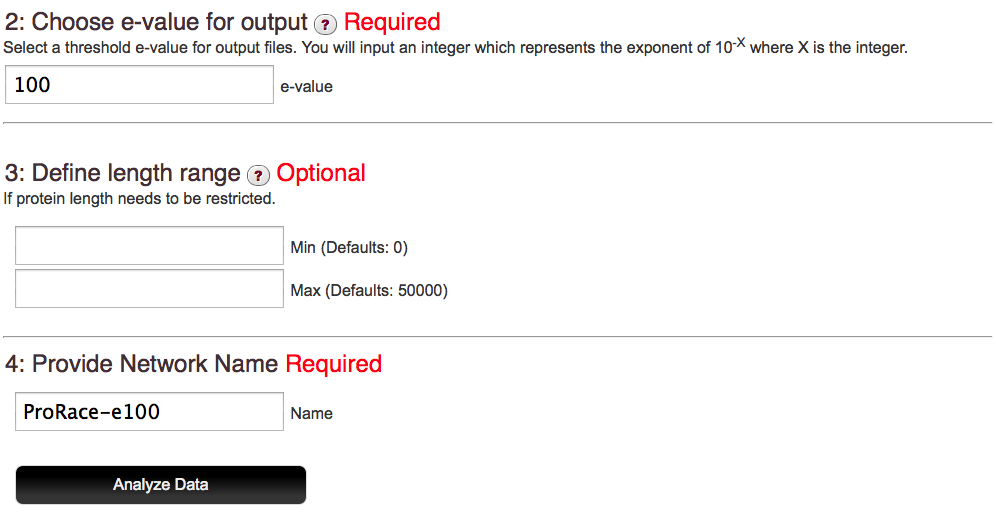 2: Choose e-value for output ? Required
Select a threshold e-value for output files. You will input an integer which represents the exponent of 10-X where X is the integer.
100 e-value
3: Define length range ? Optional
If protein length needs to be restricted.
Min (Defaults: 0)
Max (Defaults: 50000)
4: Provide Network Name Required
ProRace-e100 Name
Analyze Data